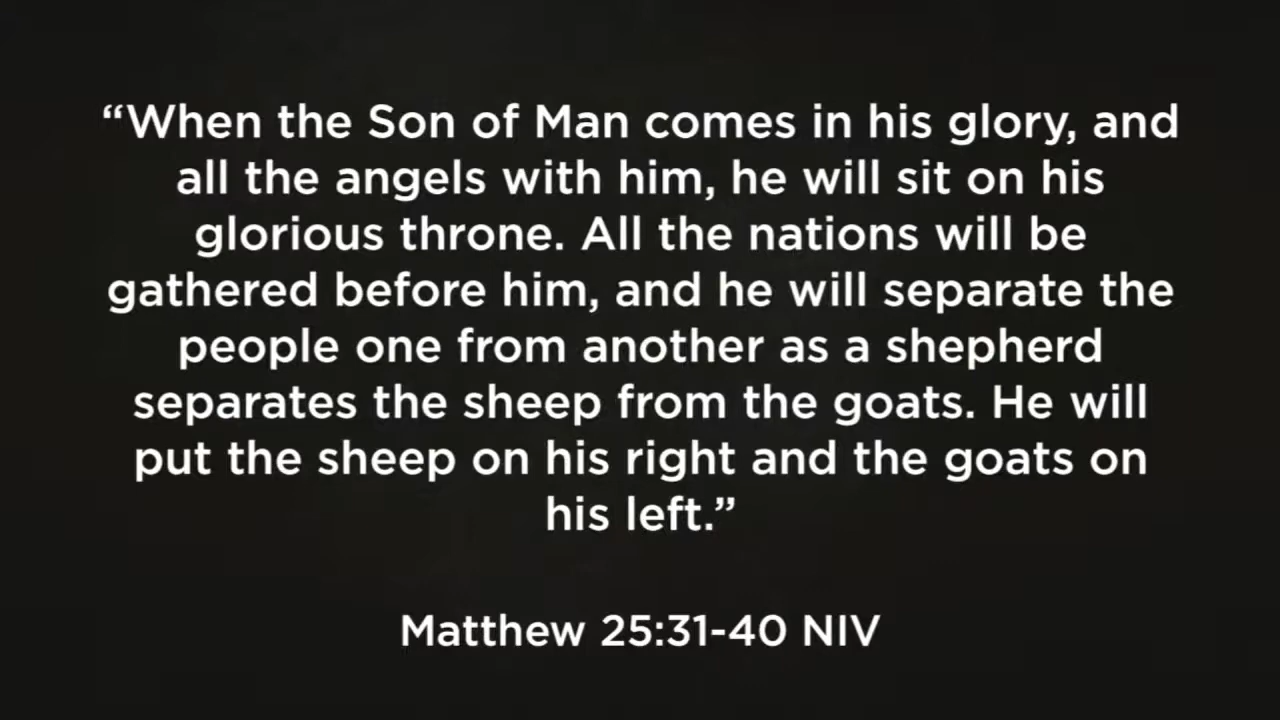 “When the Son of Man comes in his glory, and
all the angels with him, he will sit on his
glorious throne. All the nations will be
gathered before him, and he will separate the
people one from another as a shepherd
separates the sheep from the goats. He will
put the sheep on his right and the goats on
his left.”
Matthew 25:31-40 NIV